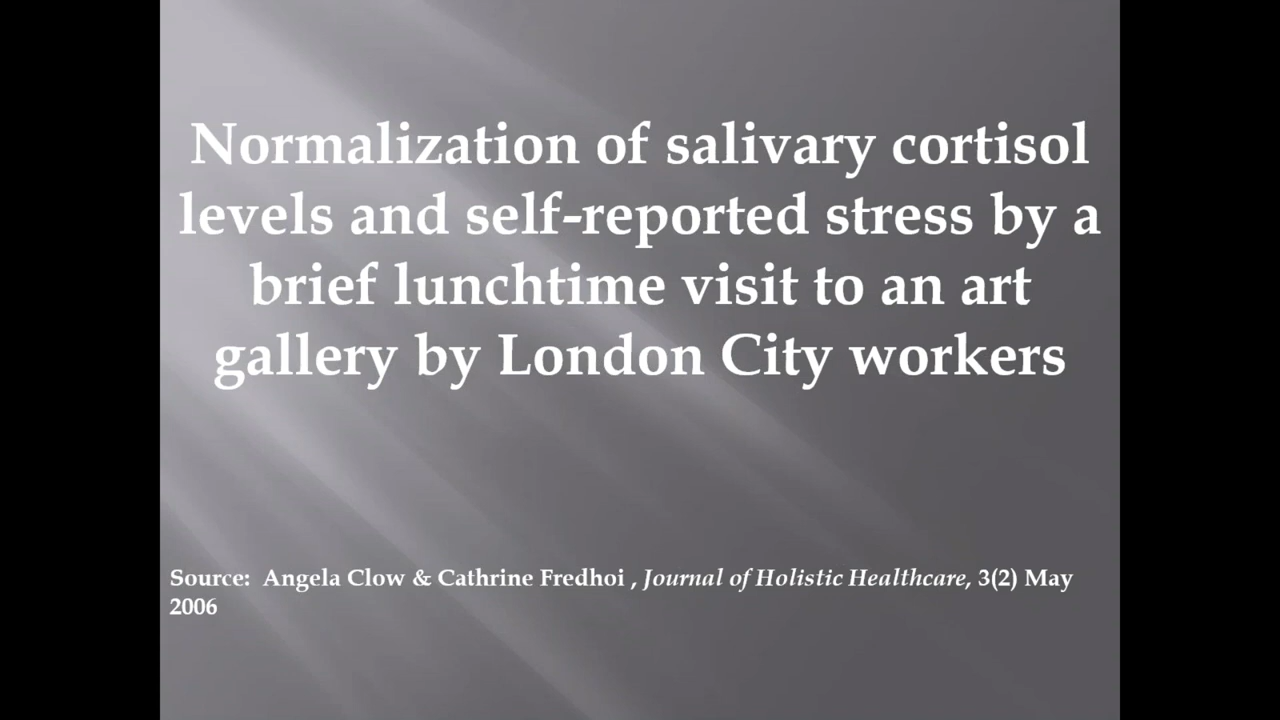 Normalization of salivary cortisol
levels and self-reported stress by a
brief lunchtime visit to an art
gallery by London City workers
Source:  Angela Clow & Cathrine Fredhoi , Journal of Holistic Healthcare, 3(2) May
2006